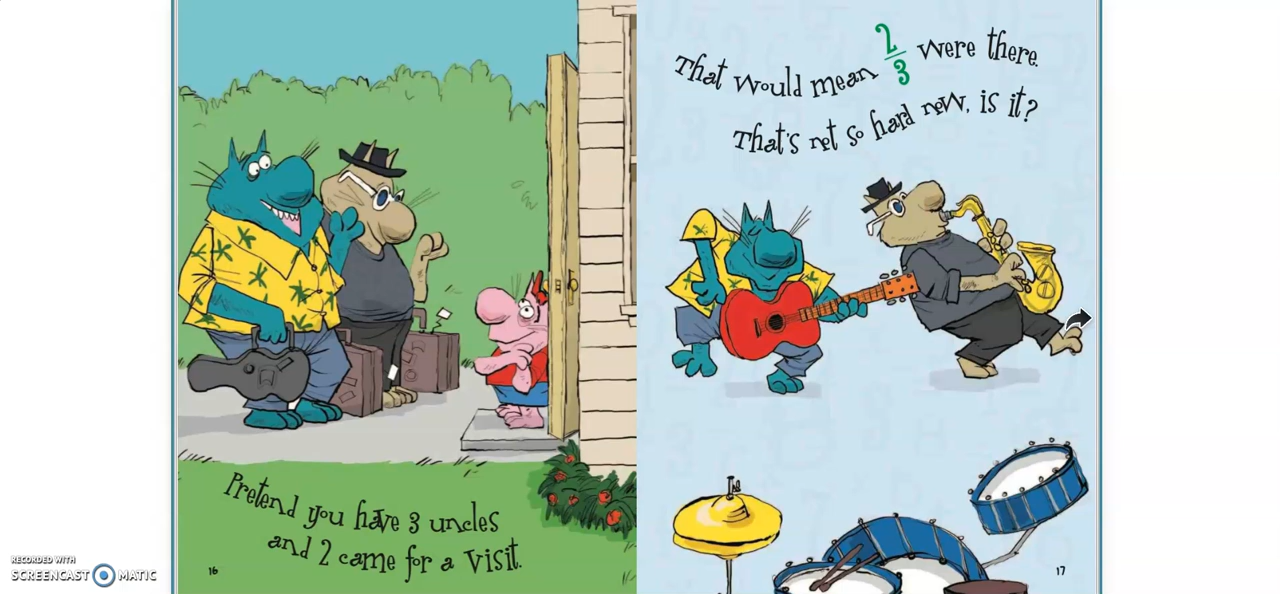 Pretend you have 3 uncles
and 2 came for a visit.
16
That would mean 2/3 were there.
That's not so hard now, is it?
17
RECORDED WITH
SCREENCAST MATIC